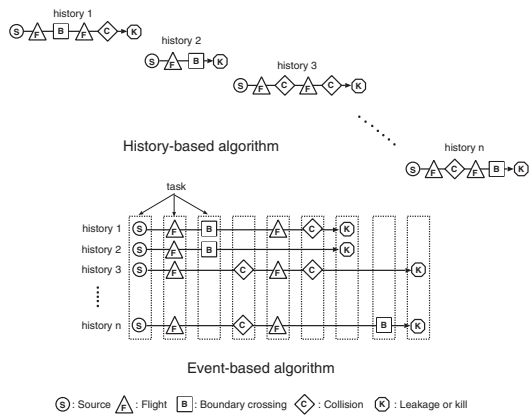 history 1
S F B F C K
history 2
S F B K
history 3
S F C F C K
history n
S F C F B K
History-based algorithm
task
history 1 S F B F C K
history 2 S F B K
history 3 S F C F C K
history n S F C F B K
Event-based algorithm
S : Source F : Flight B : Boundary crossing C : Collision K : Leakage or kill